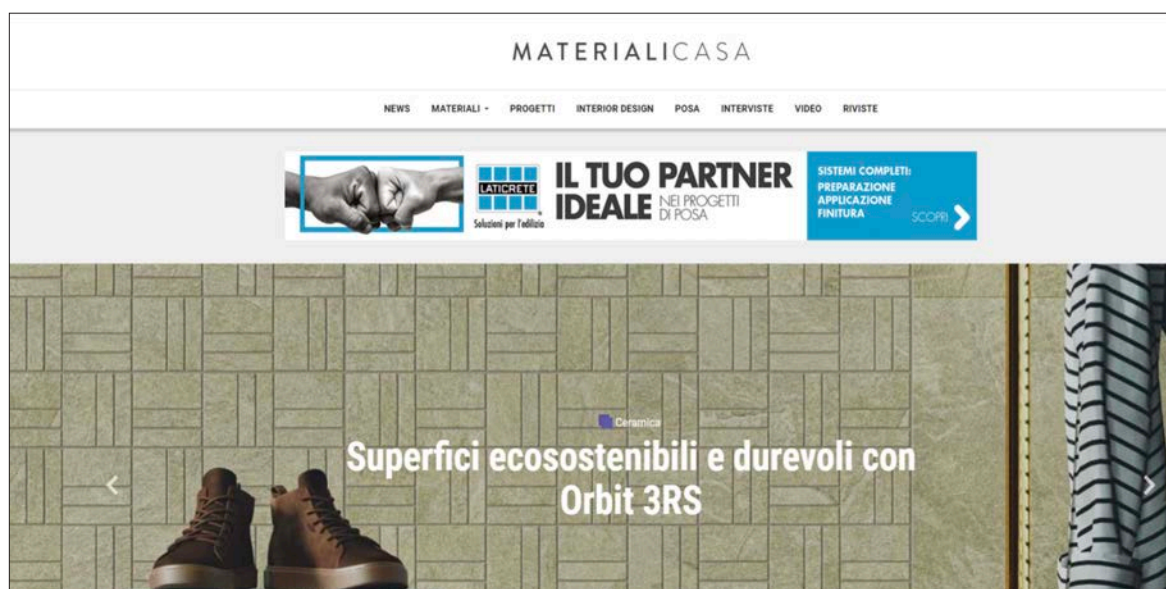 MATERIALICASA
NEWS MATERIALI PROGETTI INTERIOR DESIGN POSA INTERVISTE VIDEO RIVISTE
LATICRETE
Soluzioni per l'edilizia
IL TUO PARTNER
IDEALE NEI PROGETTI
DI POSA
SISTEMI COMPLETI:
PREPARAZIONE
APPLICAZIONE
FINITURA
SCOPRI
Ceramica
Superfici ecosostenibili e durevoli con
Orbit 3RS